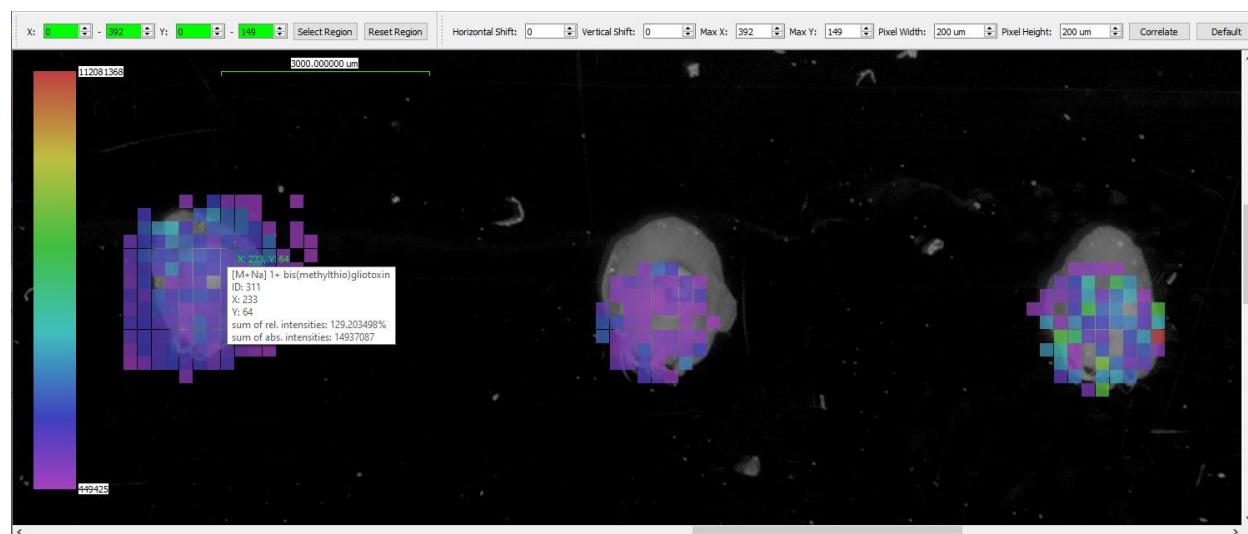 X: 0 - 392 Y: 0 - 149 Select Region Reset Region Horizontal Shift: 0 Vertical Shift: 0 Max X: 392 Max Y: 149 Pixel Width: 200 um Pixel Height: 200 um Correlate Default
112081368
3000.000000 um
X: 233, Y: 64
[M+Na] 1+ bis(methylthio)gliotoxin
ID: 311
X: 233
Y: 64
sum of rel. intensities: 129.203498%
sum of abs. intensities: 14937087
449425